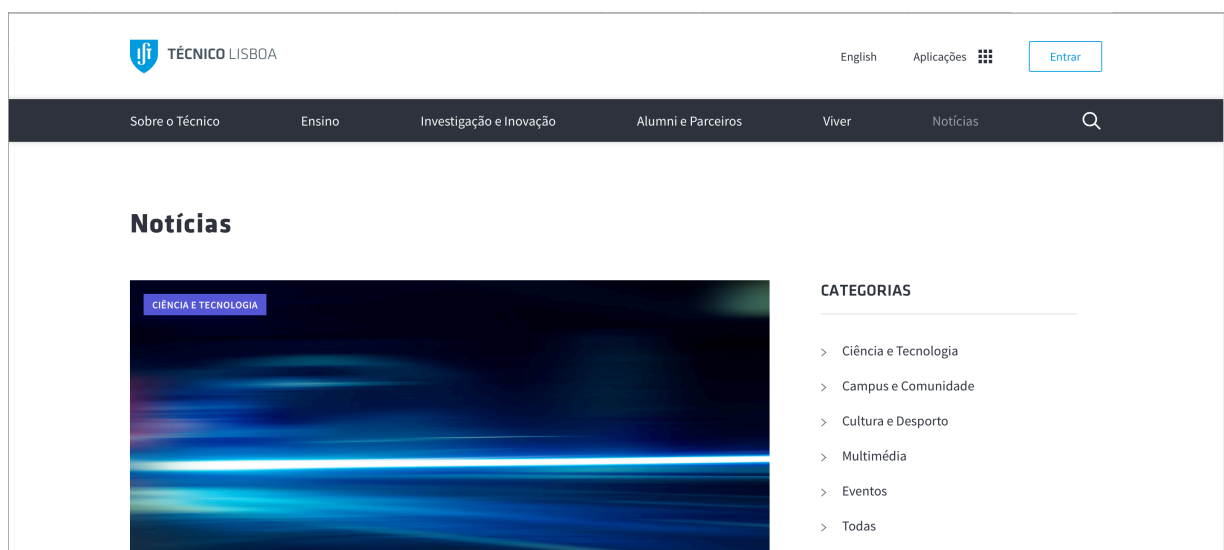 TÉCNICO LISBOA
English Aplicações Entrar
Sobre o Técnico Ensino Investigação e Inovação Alumni e Parceiros Viver Notícias
Notícias
CIÊNCIA E TECNOLOGIA
CATEGORIAS
Ciência e Tecnologia
Campus e Comunidade
Cultura e Desporto
Multimédia
Eventos
Todas